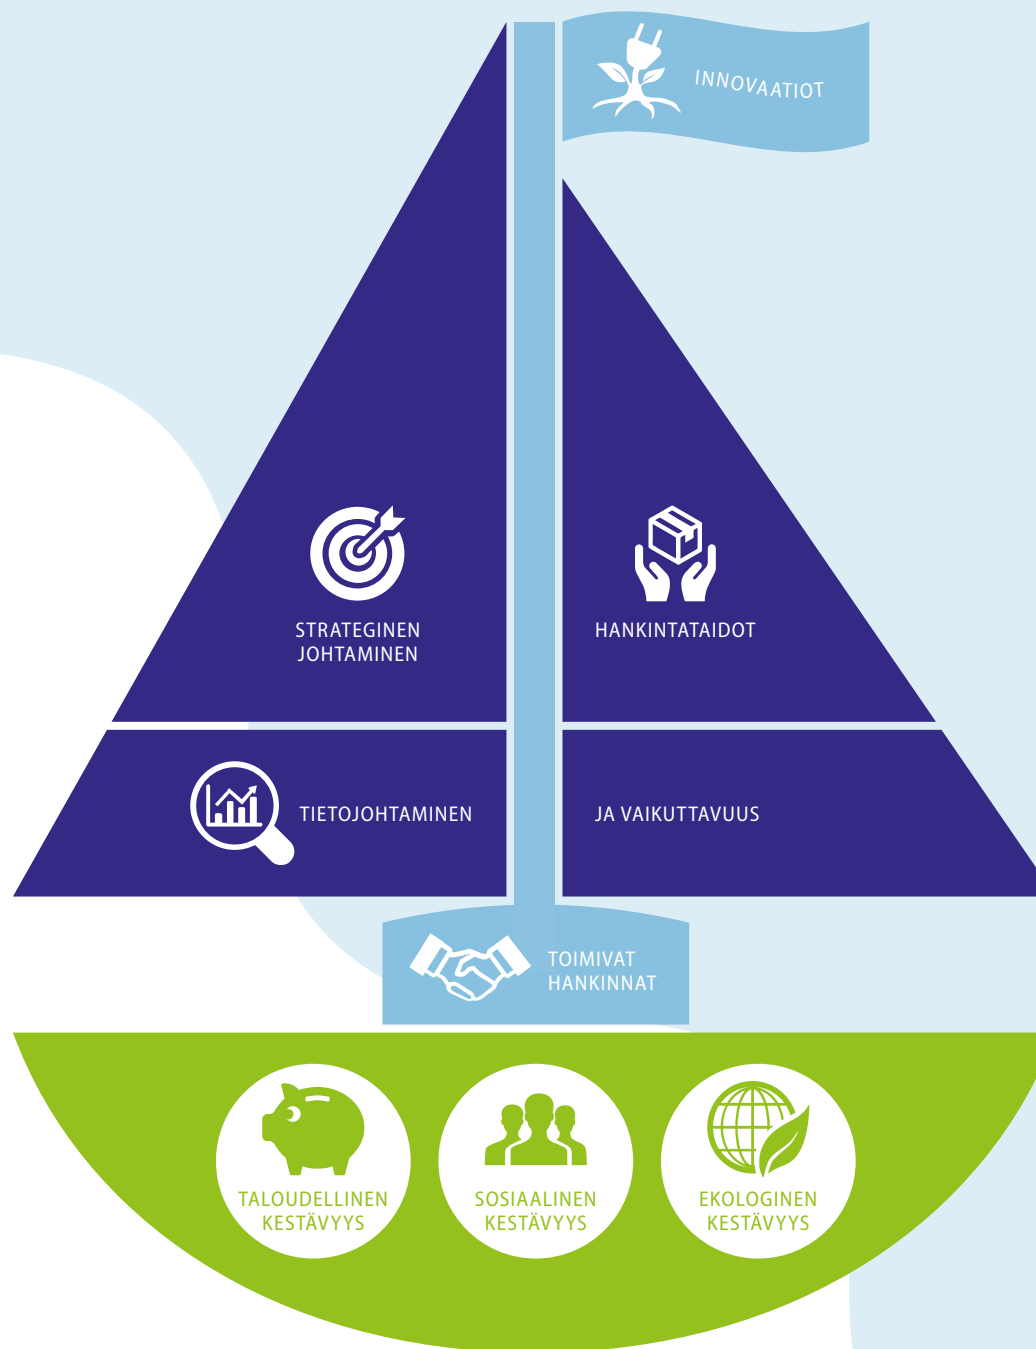 INNOVAATIOT
STRATEGINEN
JOHTAMINEN
HANKINTATAIDOT
TIETOJOHTAMINEN
JA VAIKUTTAVUUS
TOIMIVAT
HANKINNAT
TALOUDELLINEN
KESTÄVYYS
SOSIAALINEN
KESTÄVYYS
EKOLOGINEN
KESTÄVYYS